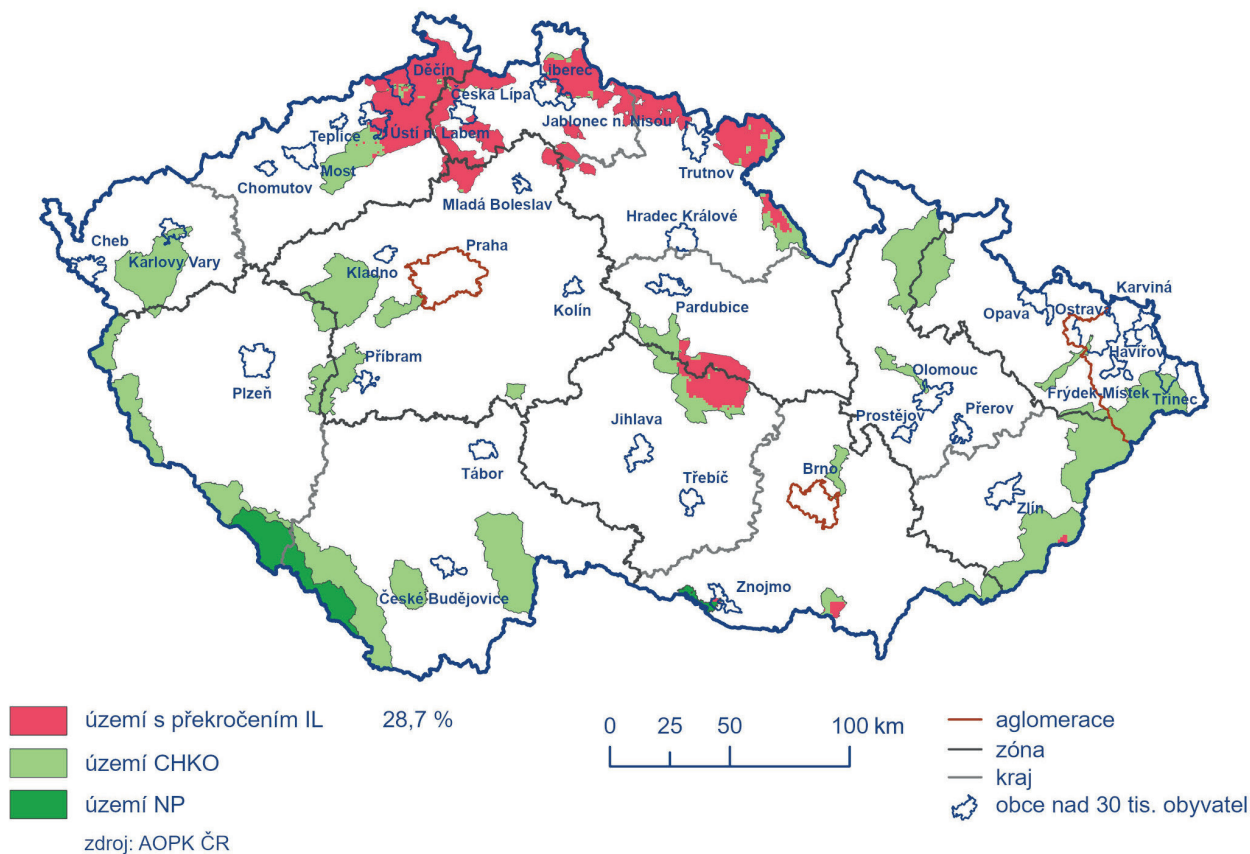 Děčín
Liberec
Česká Lípa
Teplice
Ústí n. Labem
Jablonec n. Nisou
Most
Trutnov
Chomutov
Mladá Boleslav
Hradec Králové
Cheb
Karlovy Vary
Praha
Kladno
Kolín
Pardubice
Karviná
Opava
Ostrava
Havířov
Příbram
Plzeň
Olomouc
Frýdek-Místek
Třinec
Prostějov
Přerov
Jihlava
Tábor
Třebíč
Brno
Zlín
Znojmo
České Budějovice
území s překročením IL 28,7 %
území CHKO
území NP
zdroj: AOPK ČR
0 25 50 100 km
aglomerace
zóna
kraj
obce nad 30 tis. obyvatel